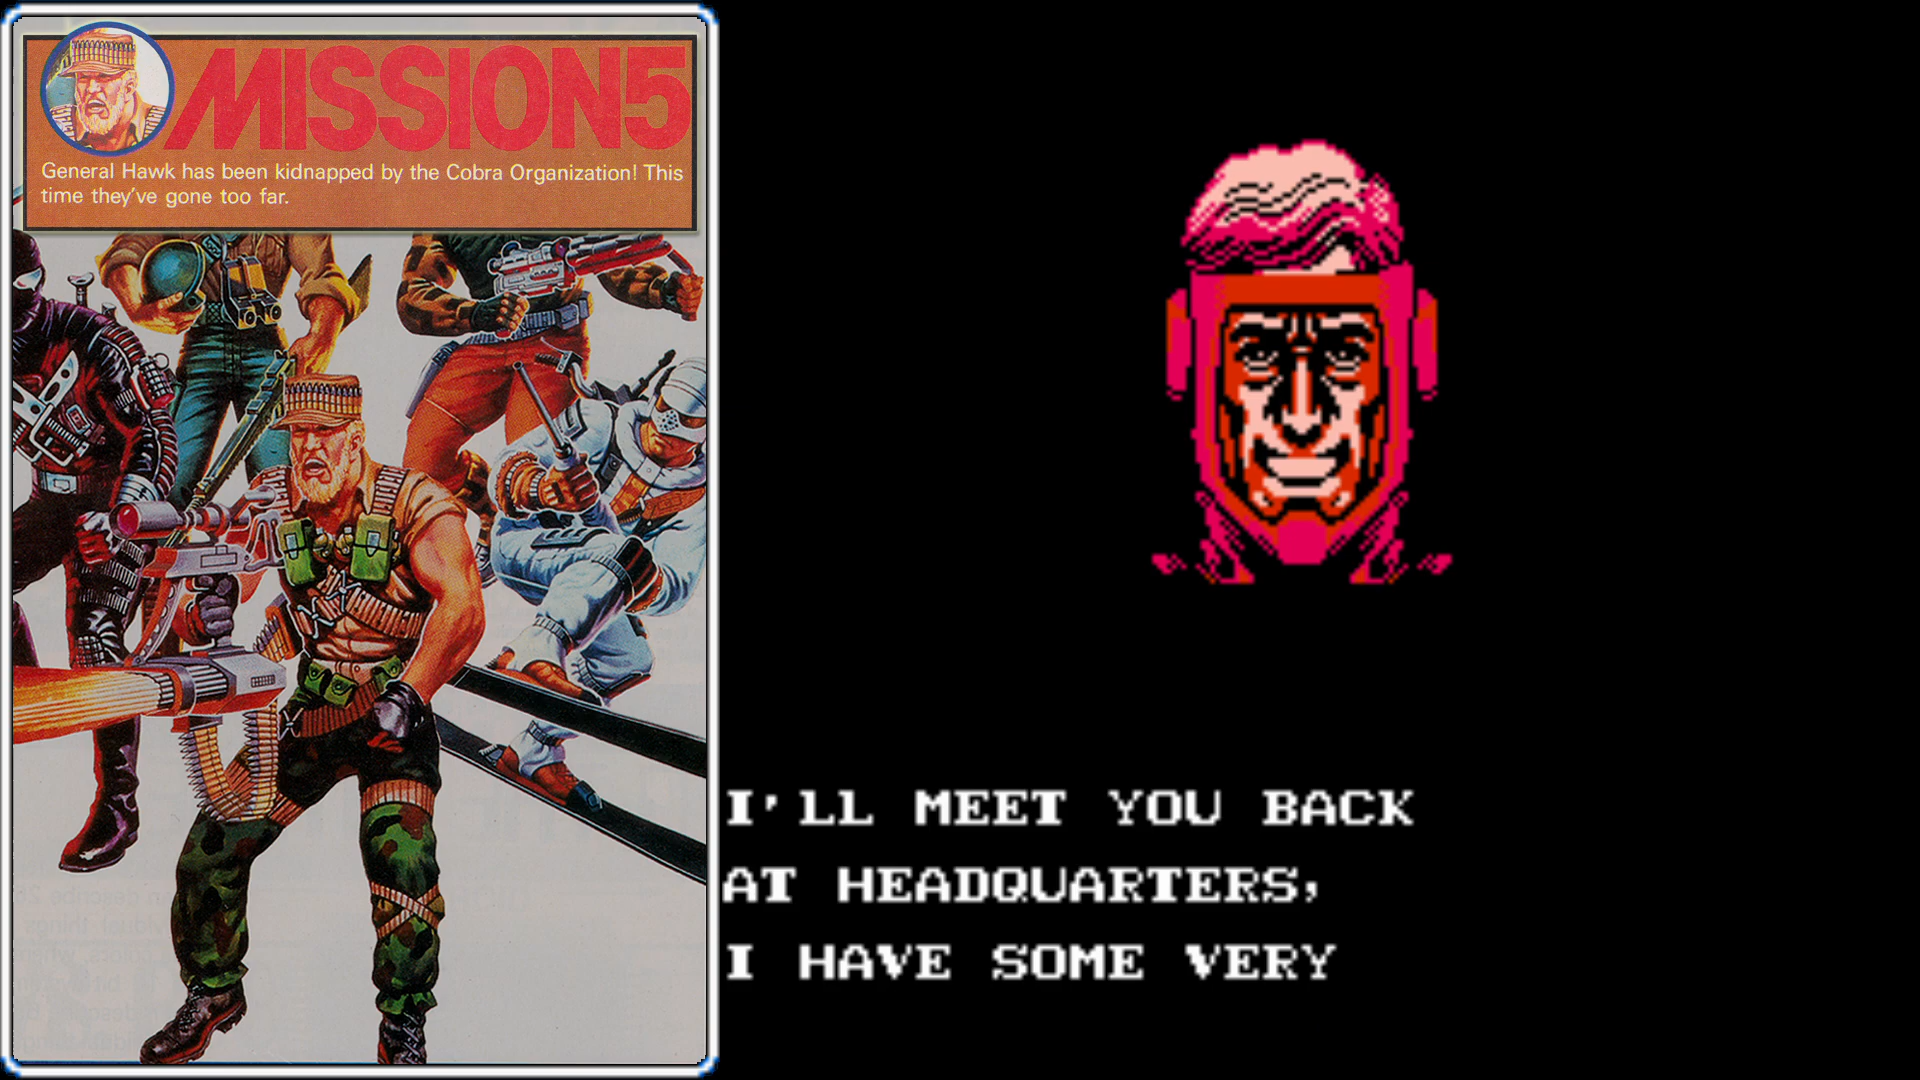 MISSION5
General Hawk has been kidnapped by the Cobra Organization! This
time they've gone too far.
I'LL MEET YOU BACK
AT HEADQUARTERS,
I HAVE SOME VERY